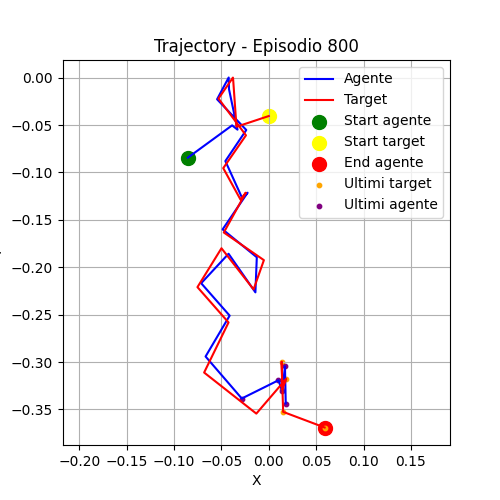 Trajectory - Episodio 800
Agente
Target
Start agente
Start target
End agente
Ultimi target
Ultimi agente
0.00
−0.05
−0.10
−0.15
−0.20
−0.25
−0.30
−0.35
−0.20
−0.15
−0.10
−0.05
0.00
0.05
0.10
0.15
X